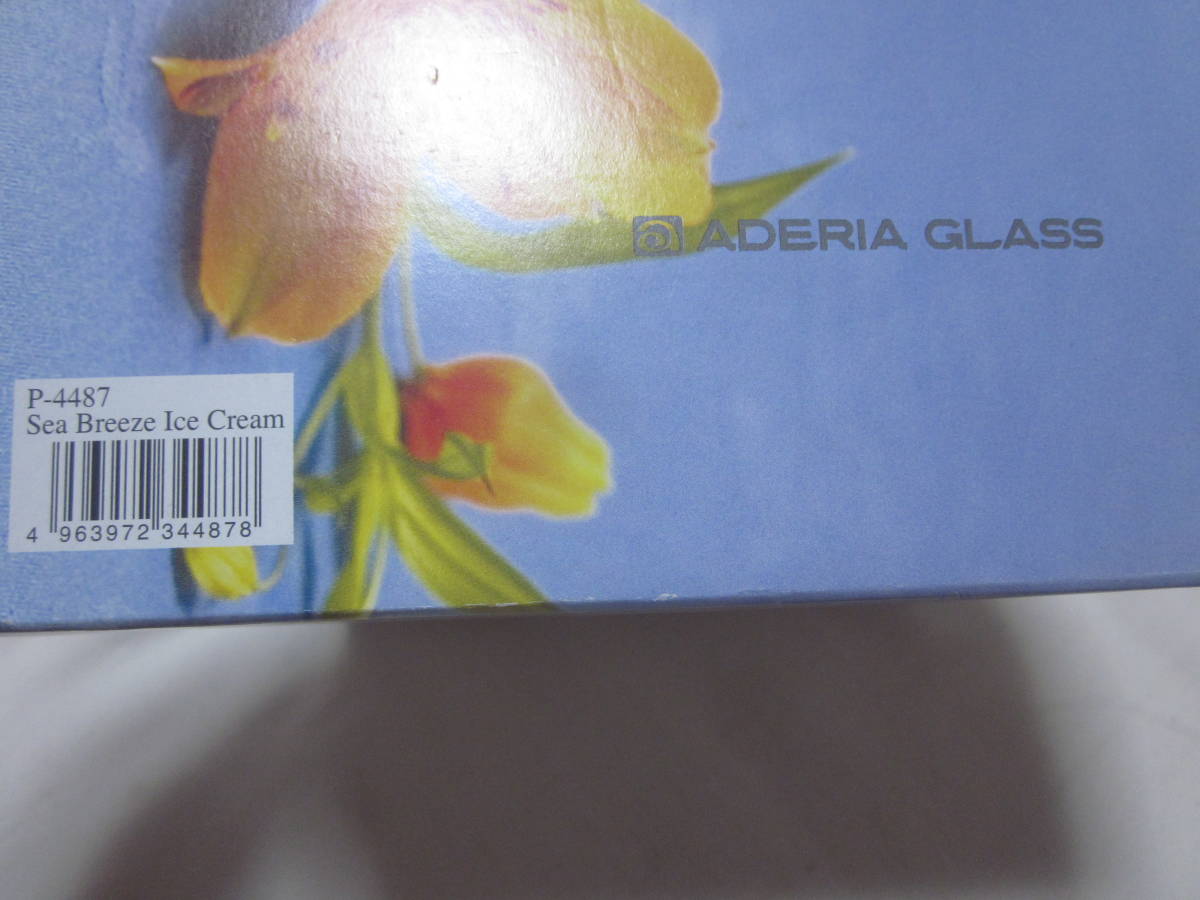 ADERIA GLASS
P-4487
Sea Breeze Ice Cream
4 963972 344878